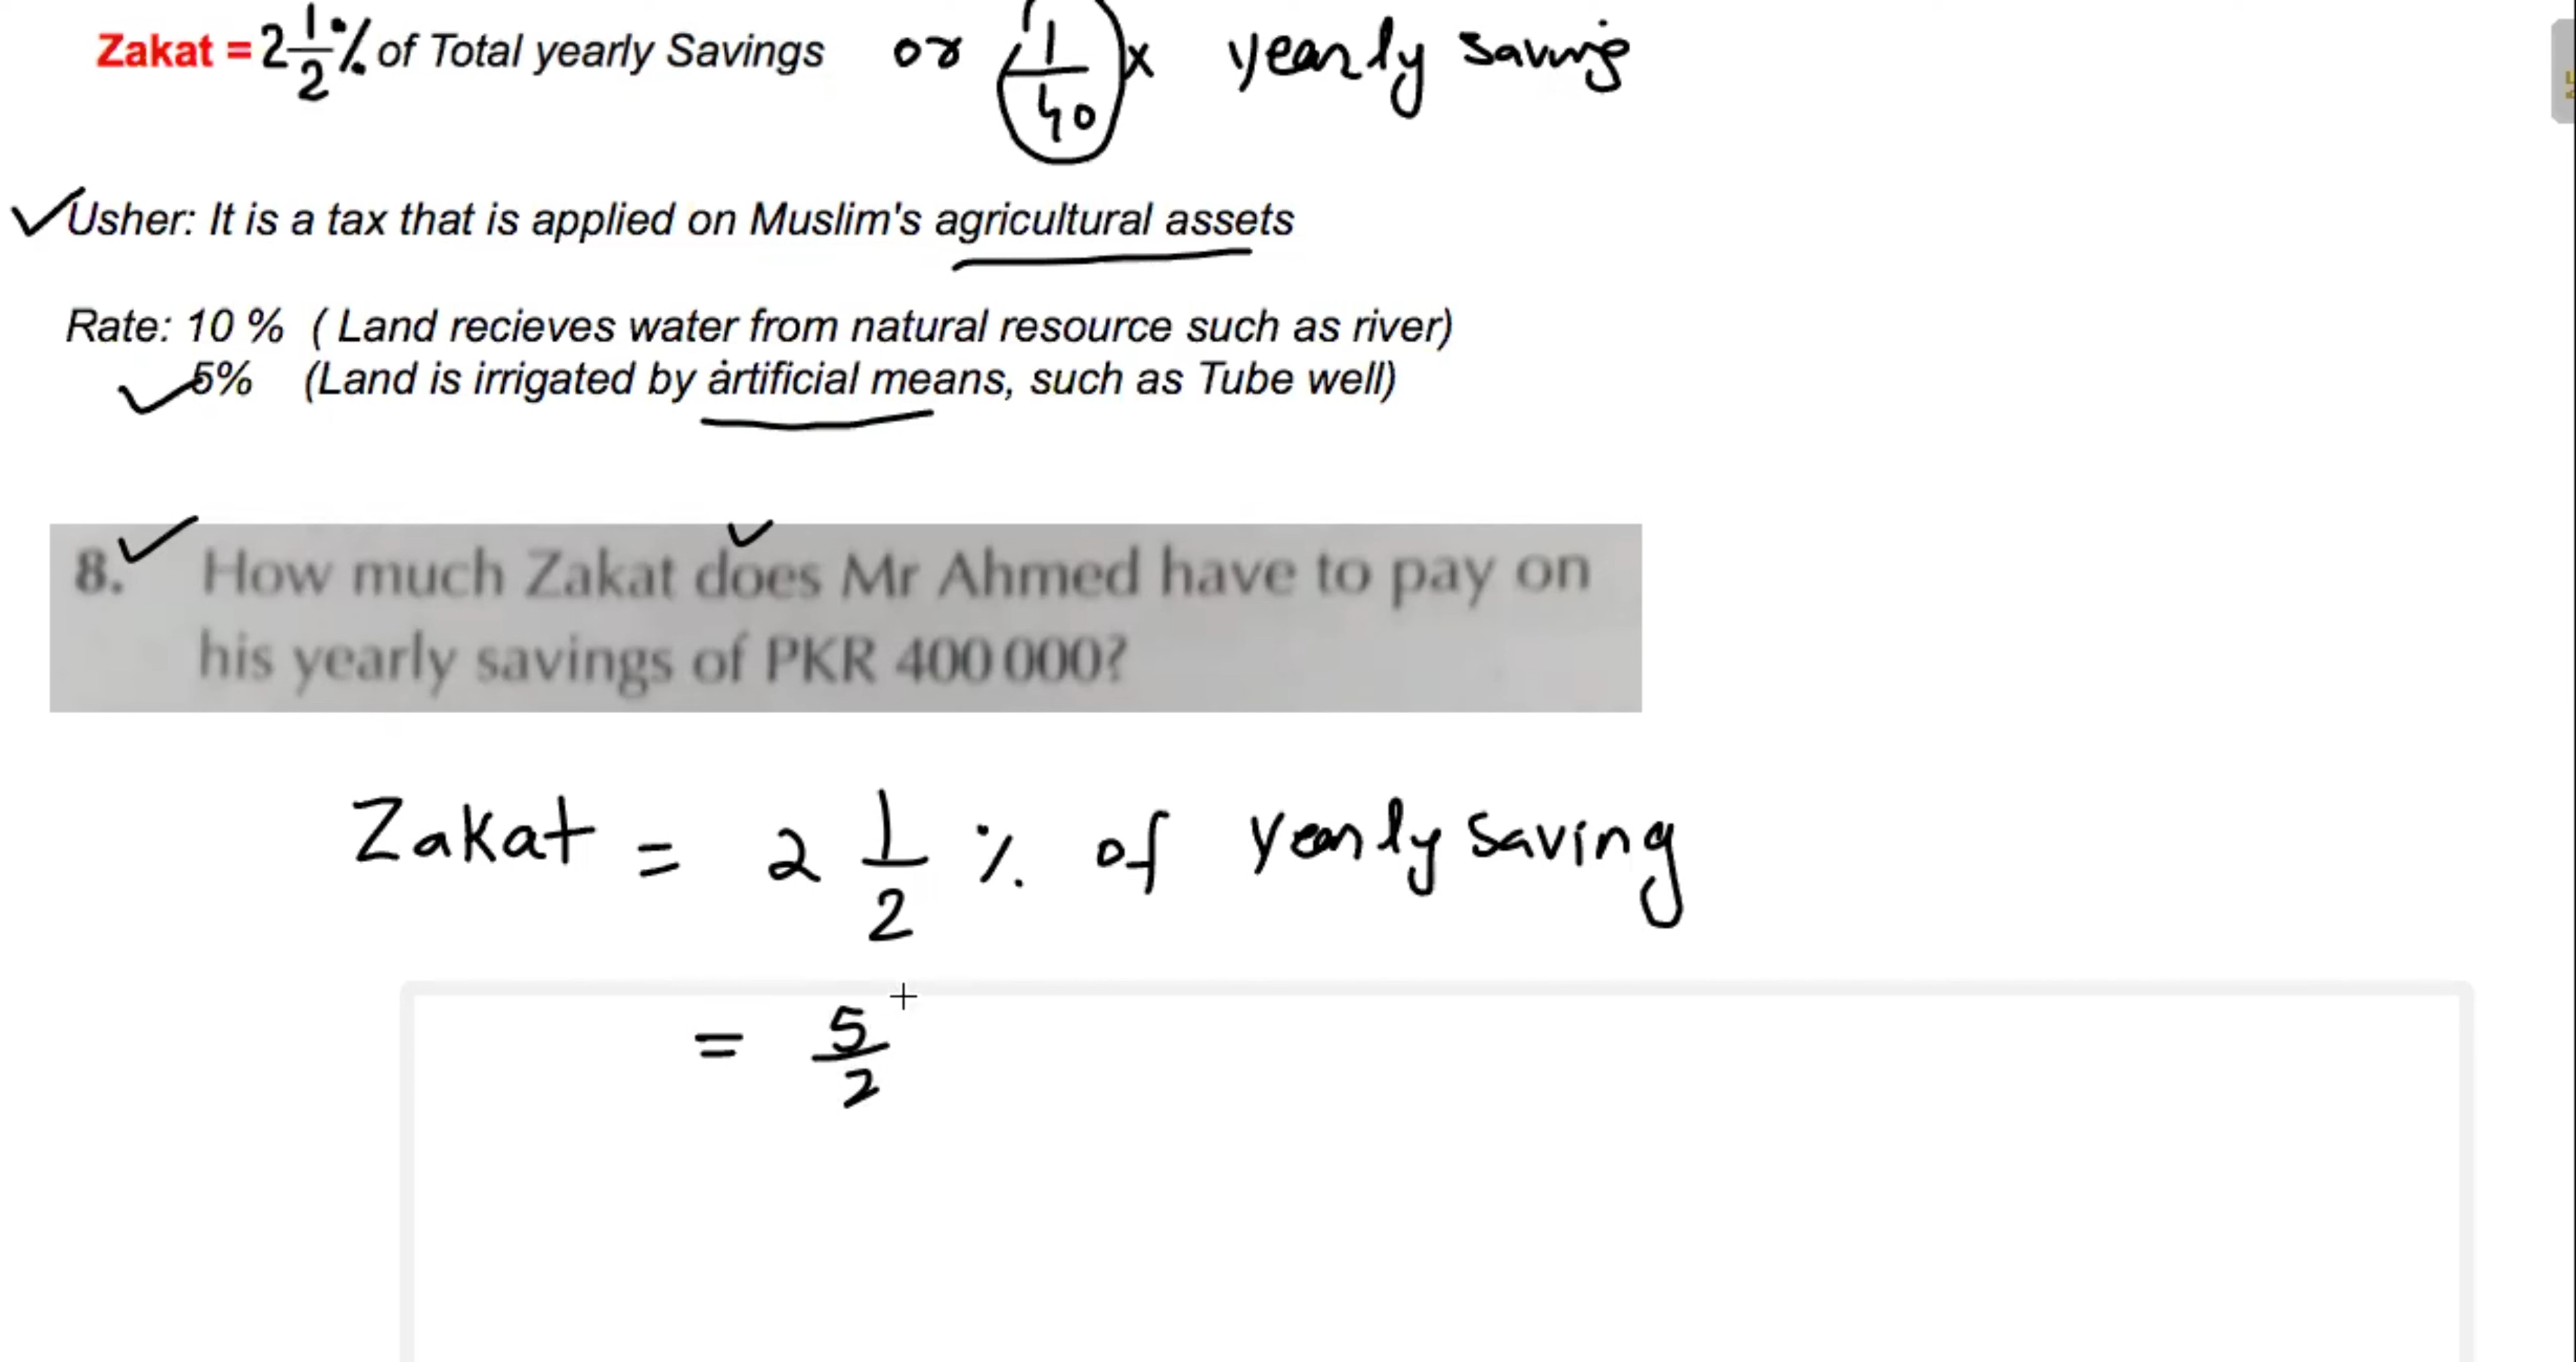 Zakat = 2 1/2 % of Total yearly Savings or 1/40 x yearly saving
Usher: It is a tax that is applied on Muslim's agricultural assets
Rate: 10 % ( Land recieves water from natural resource such as river)
5% (Land is irrigated by artificial means, such as Tube well)
8. How much Zakat does Mr Ahmed have to pay on
his yearly savings of PKR 400 000?
Zakat = 2 1/2 % of Yearly saving
= 5/2